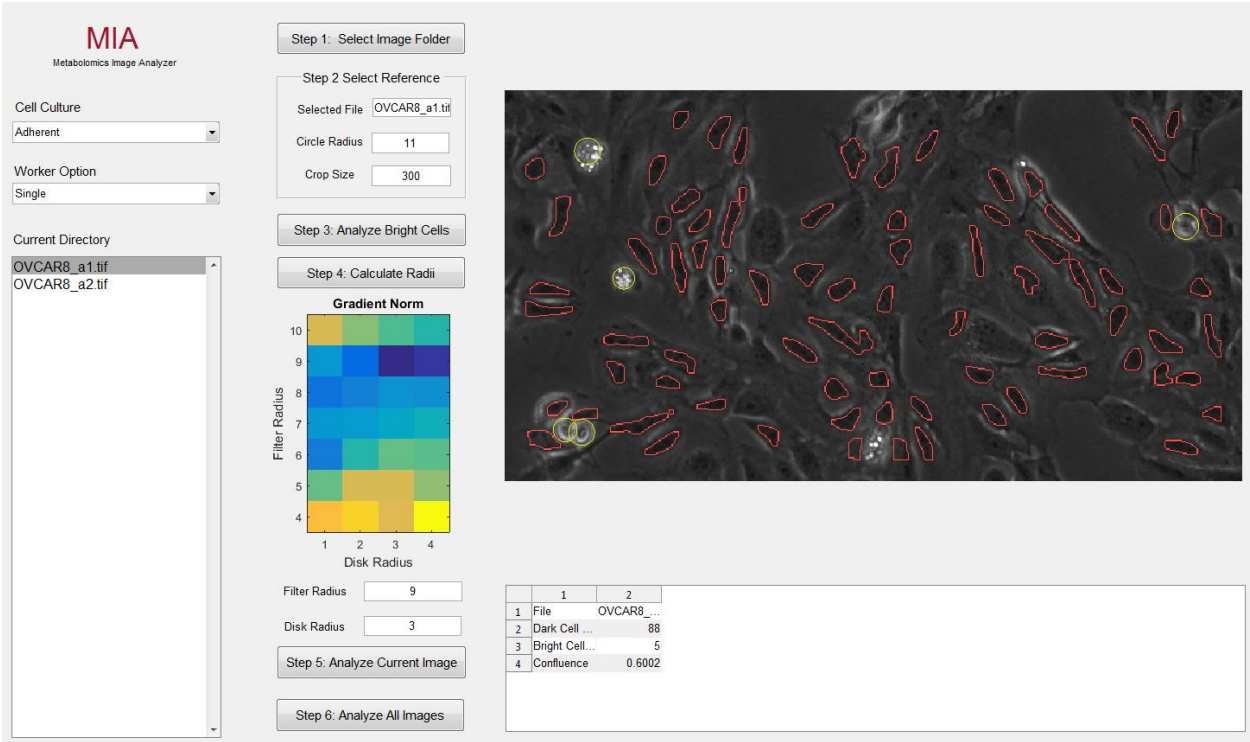 MIA
Metabolomics Image Analyzer
Cell Culture
Adherent
Worker Option
Single
Current Directory
OVCAR8_a1.tif
OVCAR8_a2.tif
Step 1: Select Image Folder
Step 2 Select Reference
Selected File OVCAR8_a1.tif
Circle Radius 11
Crop Size 300
Step 3: Analyze Bright Cells
Step 4: Calculate Radii
Gradient Norm
Filter Radius
10
9
8
7
6
5
4
1 2 3 4
Disk Radius
Filter Radius 9
Disk Radius 3
Step 5: Analyze Current Image
Step 6: Analyze All Images
1 2
1 File OVCAR8_...
2 Dark Cell ... 88
3 Bright Cell... 5
4 Confluence 0.6002